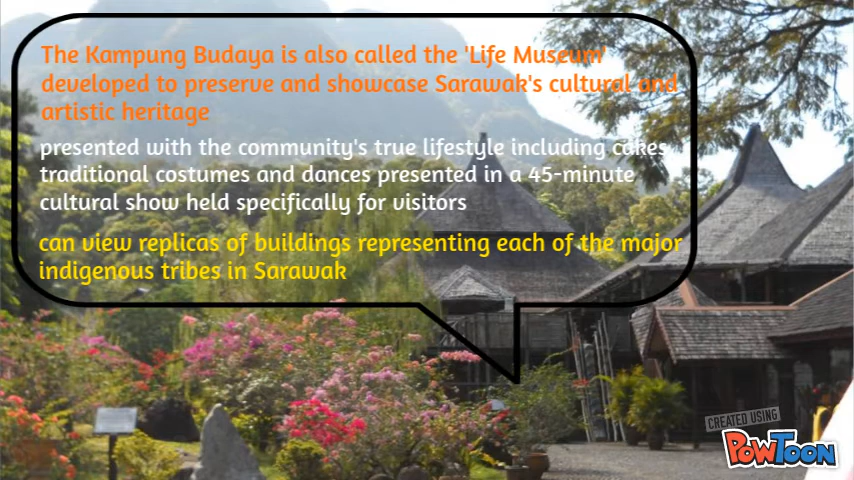 The Kampung Budaya is also called the 'Life Museum'
developed to preserve and showcase Sarawak's cultural and
artistic heritage
presented with the community's true lifestyle including cakes,
traditional costumes and dances presented in a 45-minute
cultural show held specifically for visitors
can view replicas of buildings representing each of the major
indigenous tribes in Sarawak
CREATED USING
POWTOON